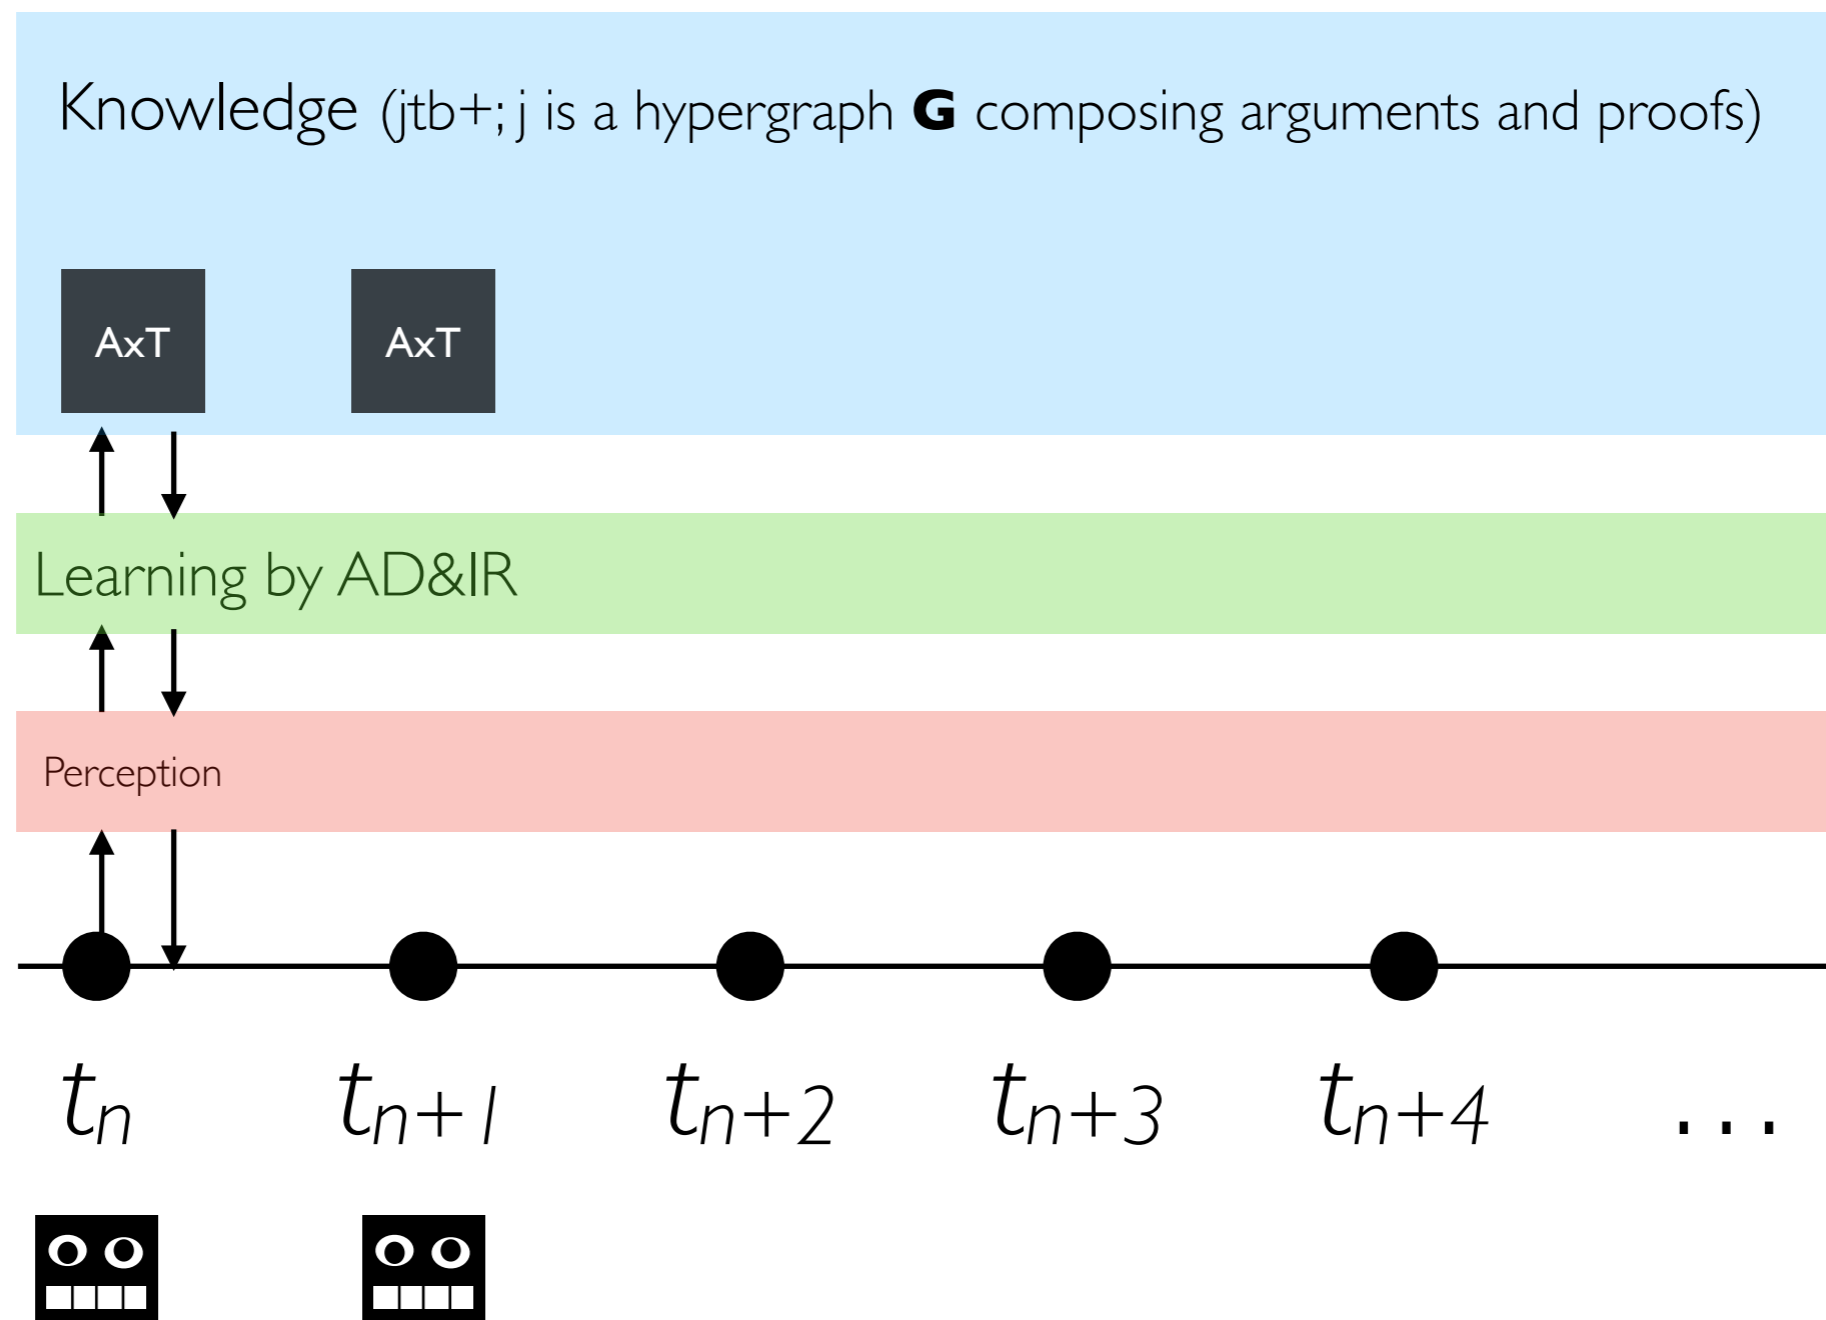 Knowledge (jtb+; j is a hypergraph G composing arguments and proofs)
AxT AxT
Learning by AD&IR
Perception
tn tn+1 tn+2 tn+3 tn+4 ...